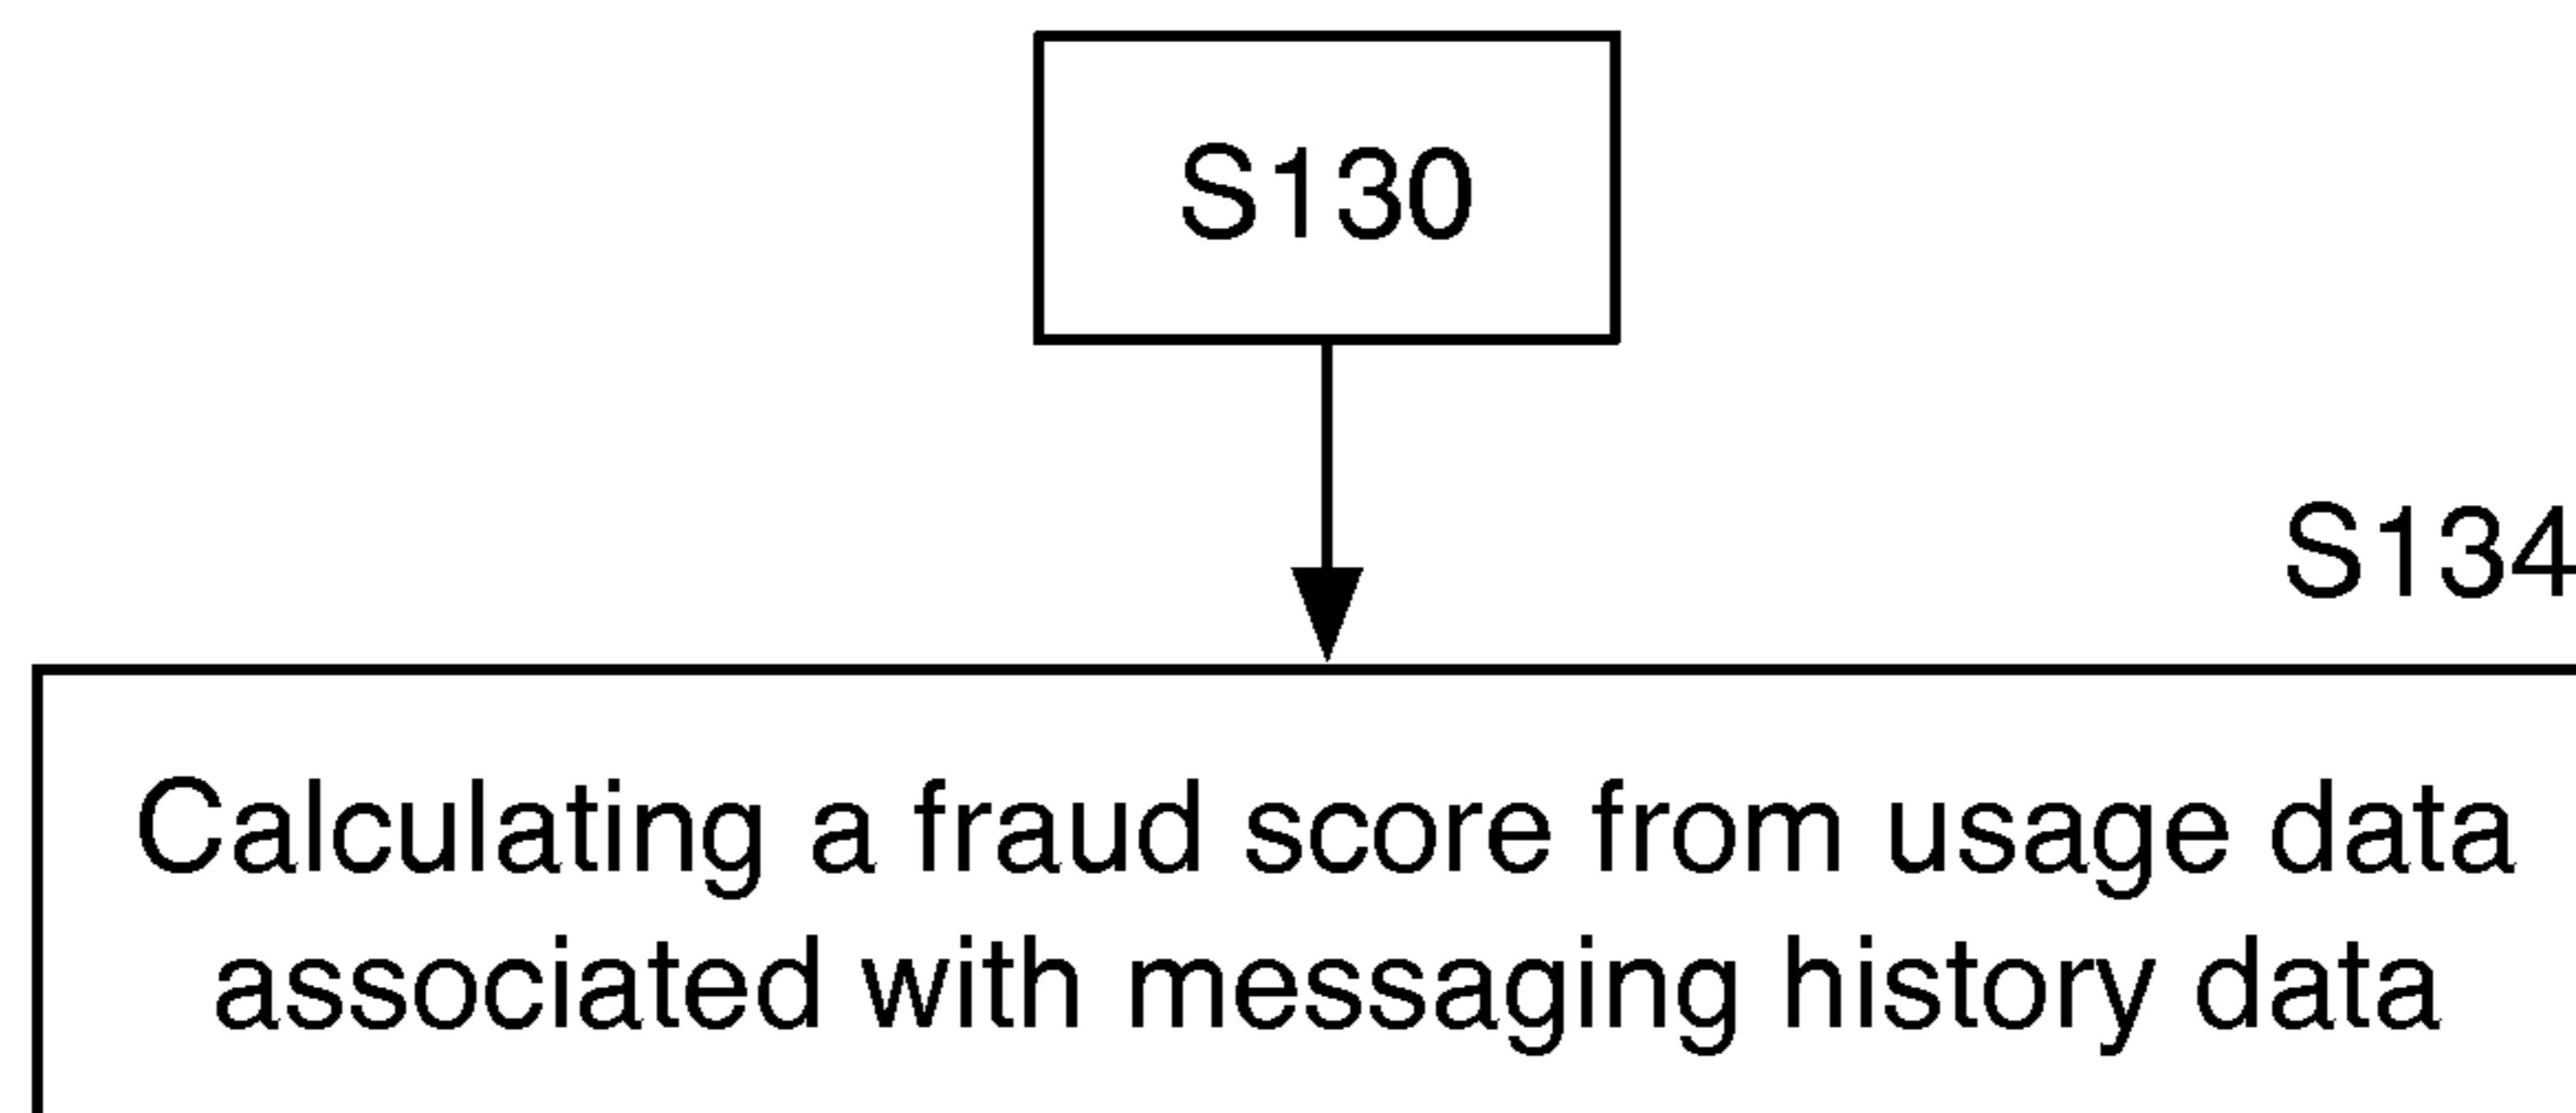 S130
S134
Calculating a fraud score from usage data
associated with messaging history data